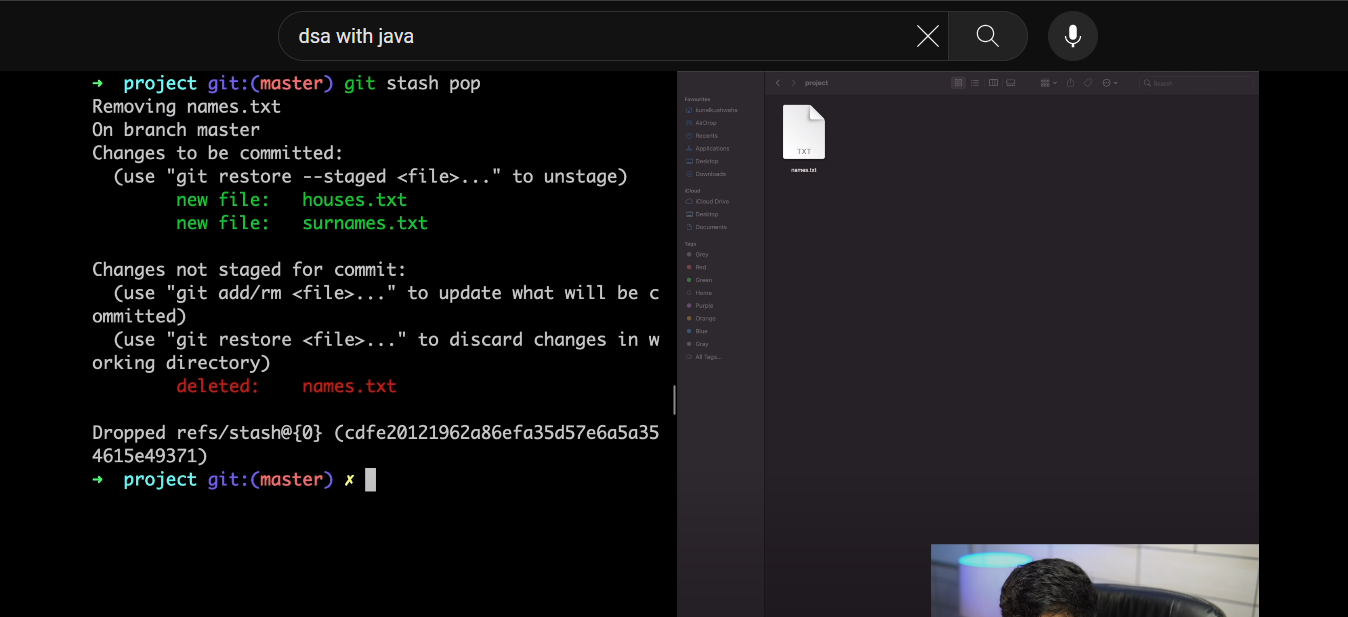 dsa with java
➜ project git:(master) git stash pop
Removing names.txt
On branch master
Changes to be committed:
(use "git restore --staged <file>..." to unstage)
new file: houses.txt
new file: surnames.txt
Changes not staged for commit:
(use "git add/rm <file>..." to update what will be c
ommitted)
(use "git restore <file>..." to discard changes in w
orking directory)
deleted: names.txt
Dropped refs/stash@{0} (cdfe20121962a86efa35d57e6a5a35
4615e49371)
➜ project git:(master) ✗
project
Search
Favourites
kunalkushwaha
AirDrop
Recents
Applications
Desktop
Downloads
iCloud
iCloud Drive
Desktop
Documents
Tags
Grey
Red
Green
Home
Purple
Orange
Blue
Gray
All Tags...
TXT
names.txt